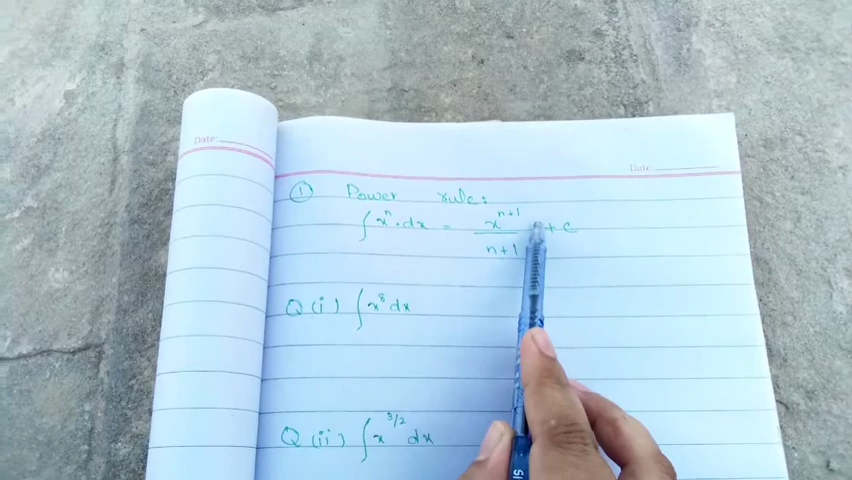 Date:
Date
① Power rule:
∫ xⁿ · dx = xⁿ⁺¹ / n+1 + c
Q (i) ∫ x⁸ dx
Q (ii) ∫ x^3/2 dx